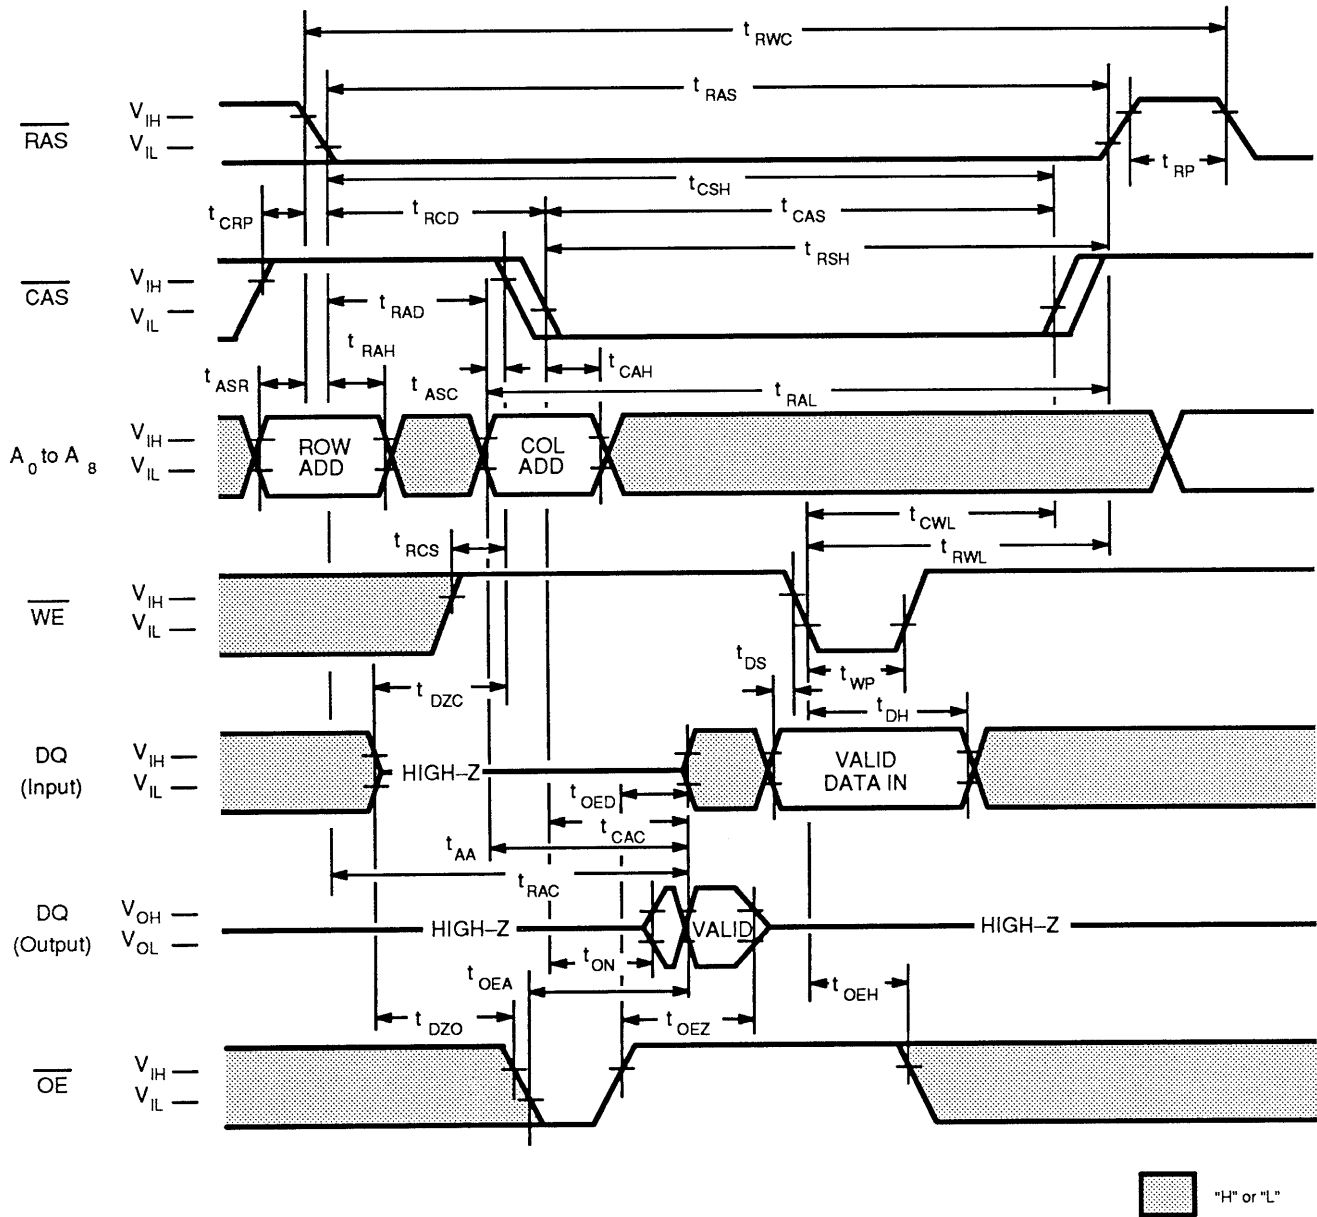 t RWC
t RAS
RAS
V IH
V IL
t RP
t CSH
t CRP
t RCD
t CAS
t RSH
CAS
V IH
V IL
t RAD
t RAH
t ASR
t ASC
t CAH
t RAL
A 0 to A 8
V IH
V IL
ROW ADD
COL ADD
t CWL
t RCS
t RWL
WE
V IH
V IL
t DS
t WP
t DZC
t DH
DQ (Input)
V IH
V IL
HIGH–Z
VALID DATA IN
t OED
t CAC
t AA
t RAC
DQ (Output)
V OH
V OL
HIGH–Z
VALID
HIGH–Z
t ON
t OEA
t OEH
t DZO
t OEZ
OE
V IH
V IL
"H" or "L"